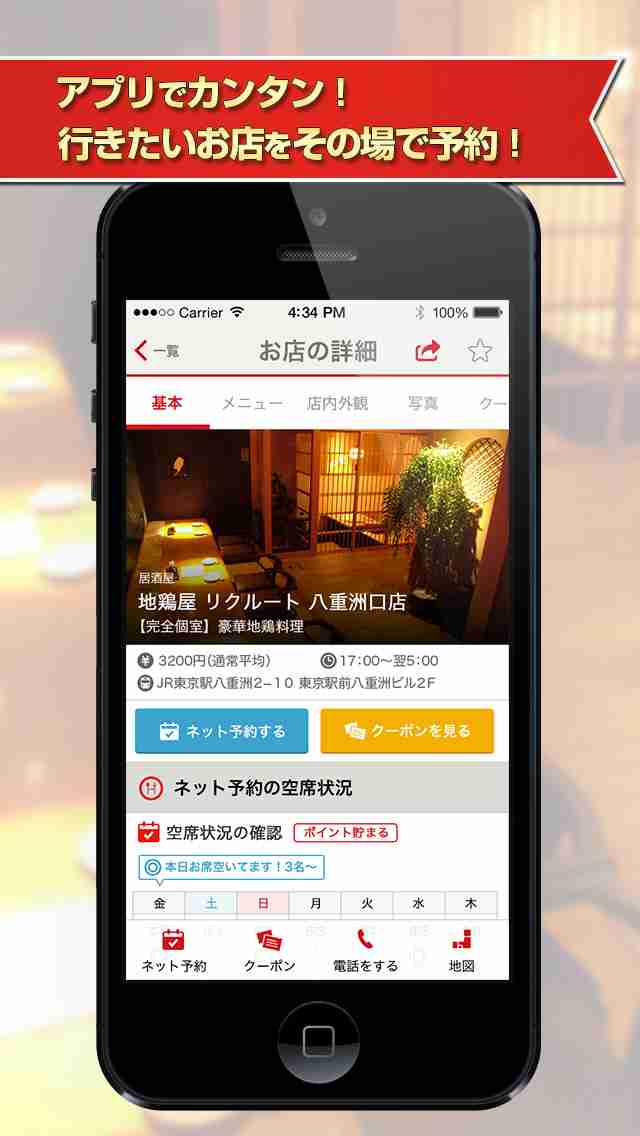 アプリでカンタン！
行きたいお店をその場で予約！
Carrier 4:34 PM 100%
一覧 お店の詳細
基本 メニュー 店内外観 写真 クー
居酒屋
地鶏屋 リクルート 八重洲口店
【完全個室】豪華地鶏料理
¥ 3200円(通常平均) 17:00〜翌5:00
JR東京駅八重洲2−10 東京駅前八重洲ビル2F
ネット予約する クーポンを見る
ネット予約の空席状況
空席状況の確認 ポイント貯まる
本日お席空いてます！3名〜
金 土 日 月 火 水 木
ネット予約 クーポン 電話をする 地図